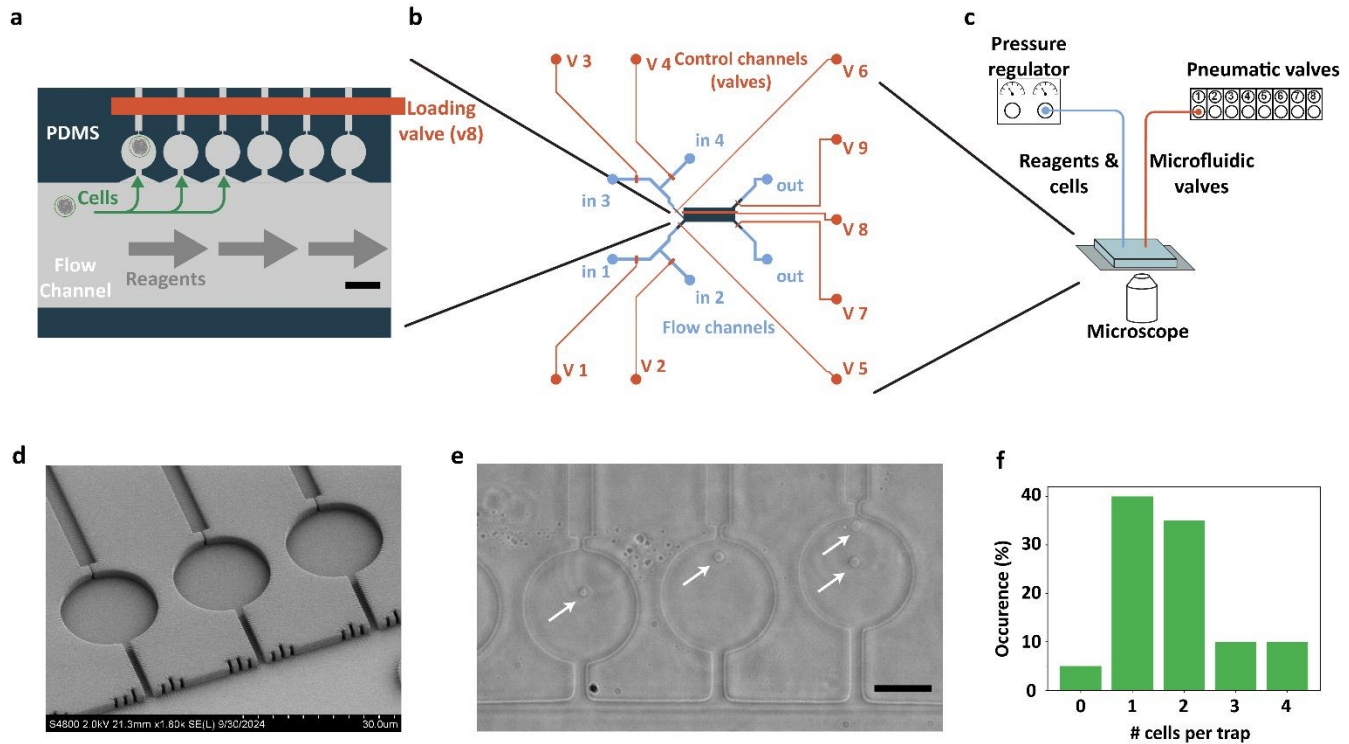 a
PDMS
Loading
valve (v8)
Cells
Reagents
Flow
Channel
b
V 3
V 4
Control channels
(valves)
V 6
in 4
V 9
in 3
out
V 8
in 1
out
in 2
V 7
Flow channels
V 1
V 2
V 5
c
Pressure
regulator
Pneumatic valves
1 2 3 4 5 6 7 8
Reagents &
cells
Microfluidic
valves
Microscope
d
S4800 2.0kV 21.3mm x1.80k SE(L) 9/30/2024
30.0um
e
f
Occurence (%)
40
30
20
10
0
0 1 2 3 4
# cells per trap